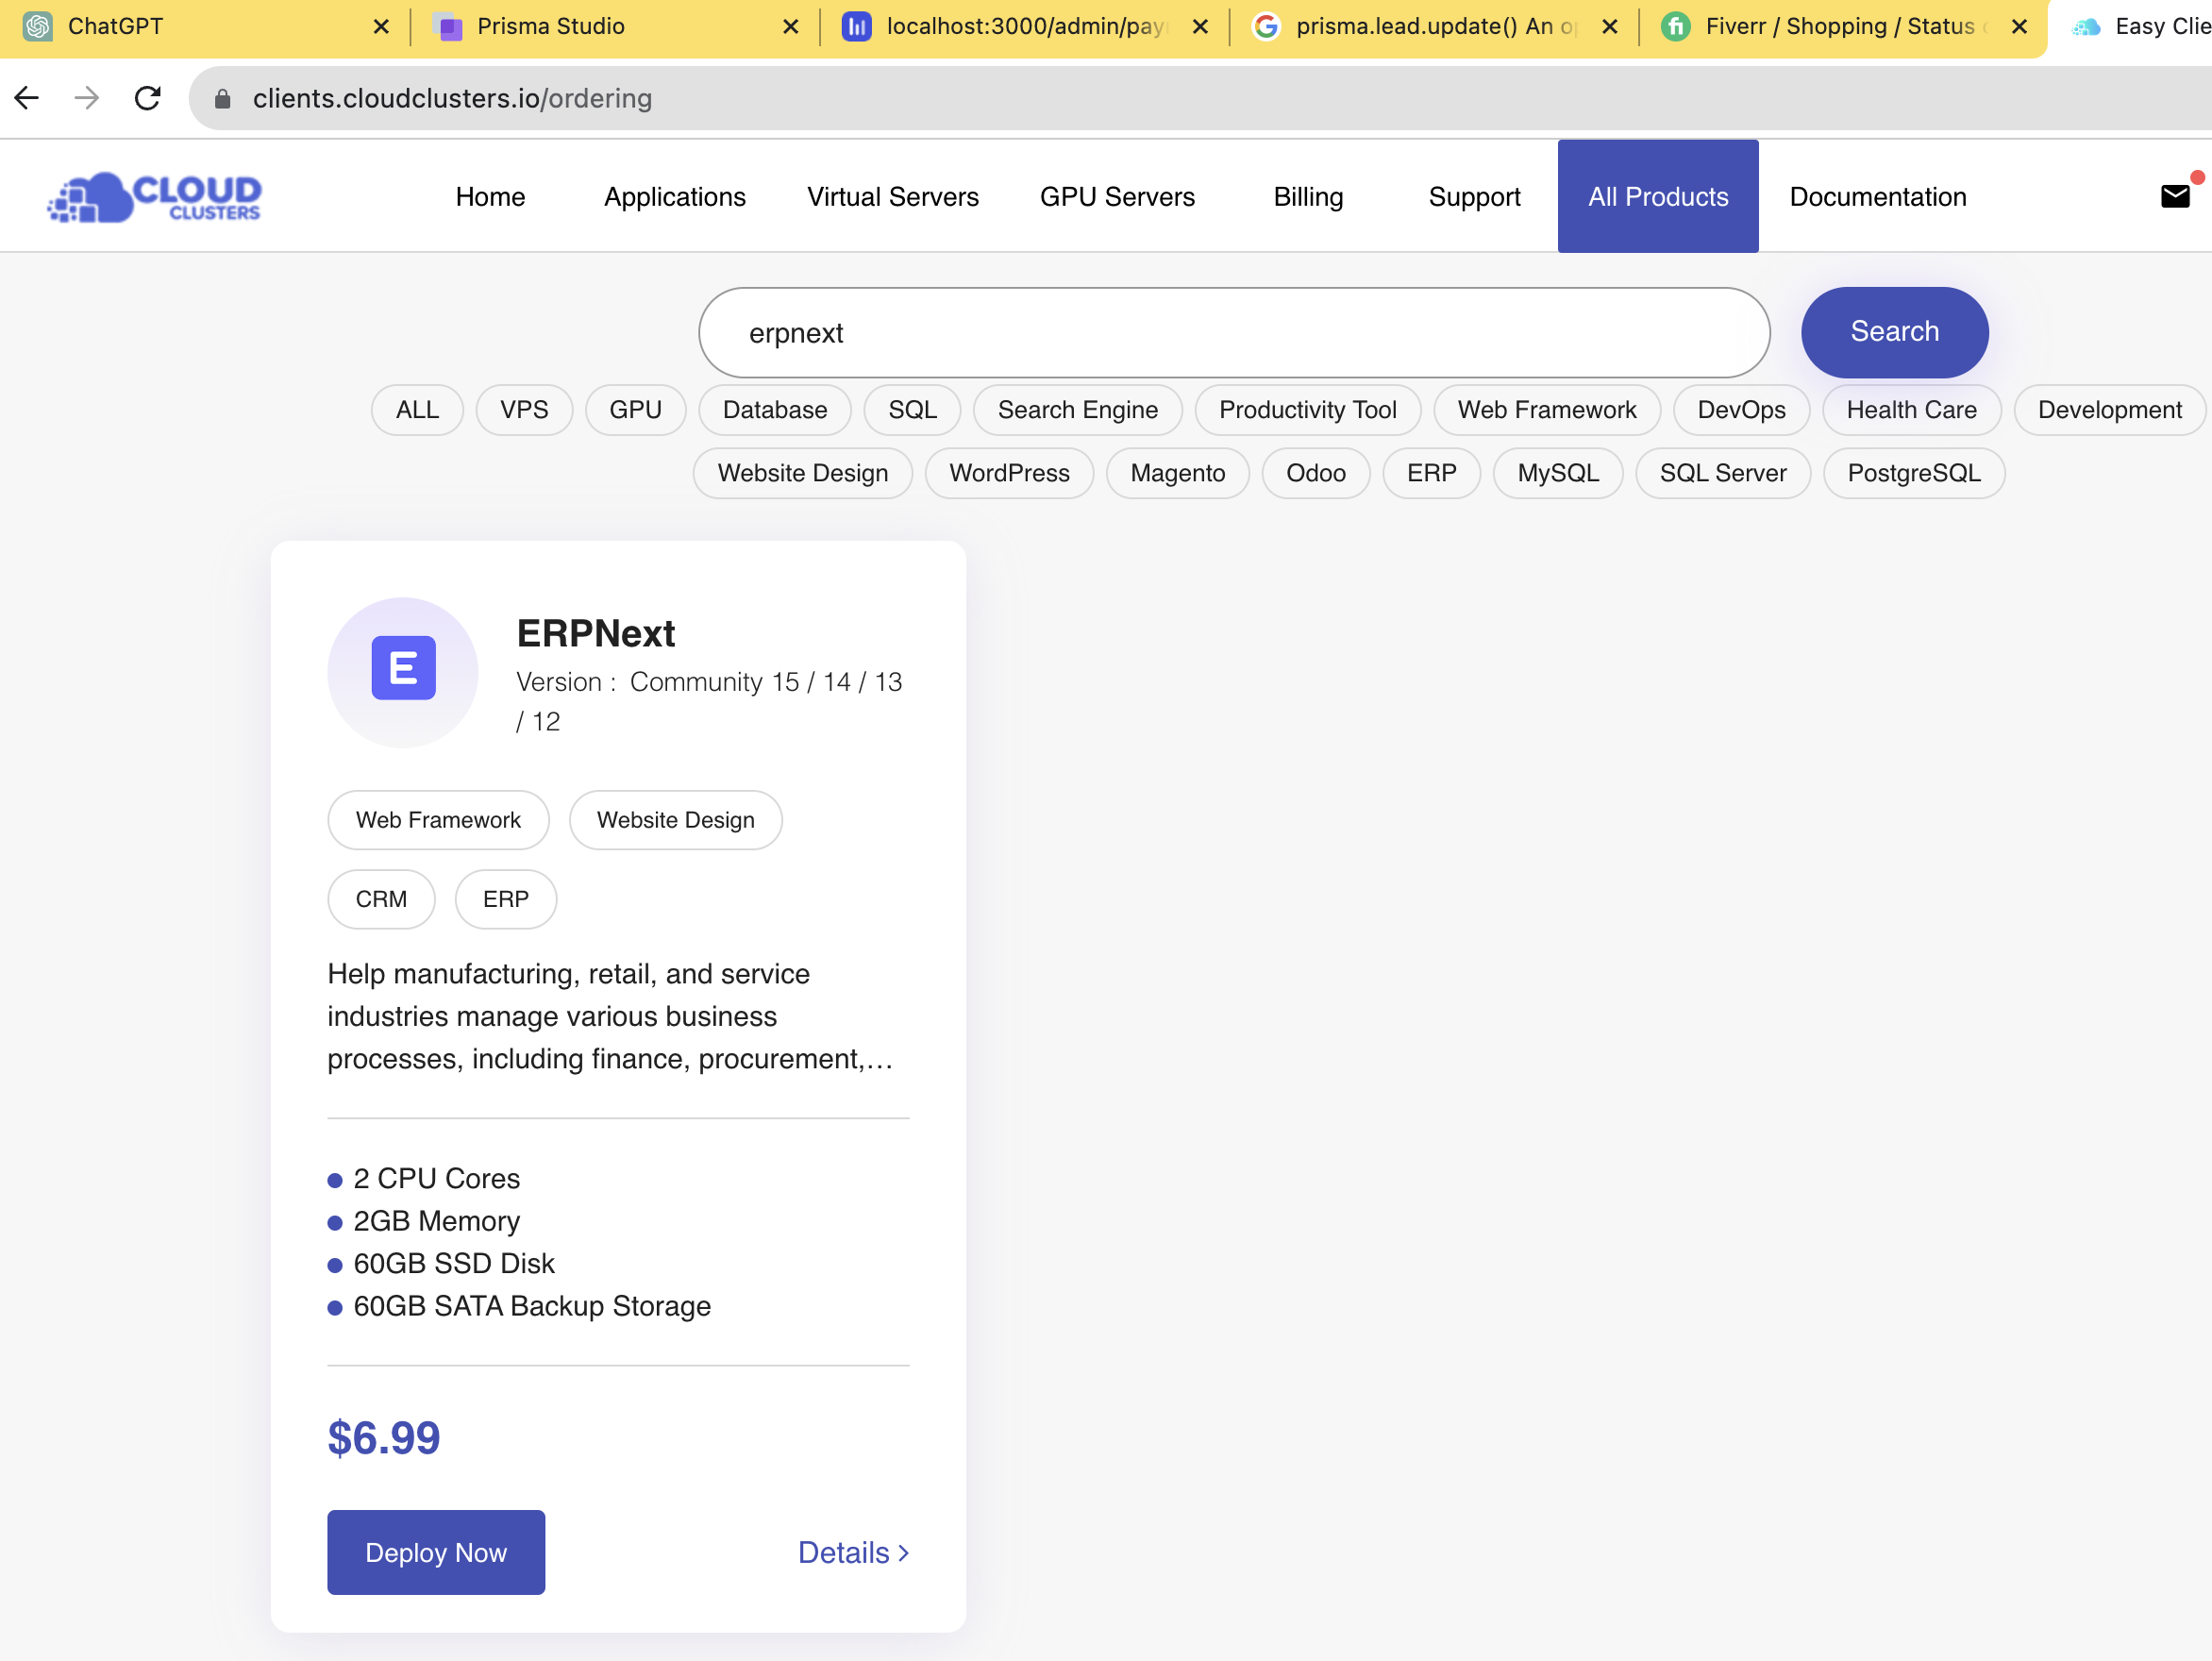 ChatGPT
Prisma Studio
localhost:3000/admin/pay
prisma.lead.update() An o
Fiverr / Shopping / Status
Easy Clie
clients.cloudclusters.io/ordering
CLOUD
CLUSTERS
Home
Applications
Virtual Servers
GPU Servers
Billing
Support
All Products
Documentation
erpnext
Search
ALL
VPS
GPU
Database
SQL
Search Engine
Productivity Tool
Web Framework
DevOps
Health Care
Development
Website Design
WordPress
Magento
Odoo
ERP
MySQL
SQL Server
PostgreSQL
E
ERPNext
Version : Community 15 / 14 / 13
/ 12
Web Framework
Website Design
CRM
ERP
Help manufacturing, retail, and service
industries manage various business
processes, including finance, procurement,...
2 CPU Cores
2GB Memory
60GB SSD Disk
60GB SATA Backup Storage
$6.99
Deploy Now
Details >